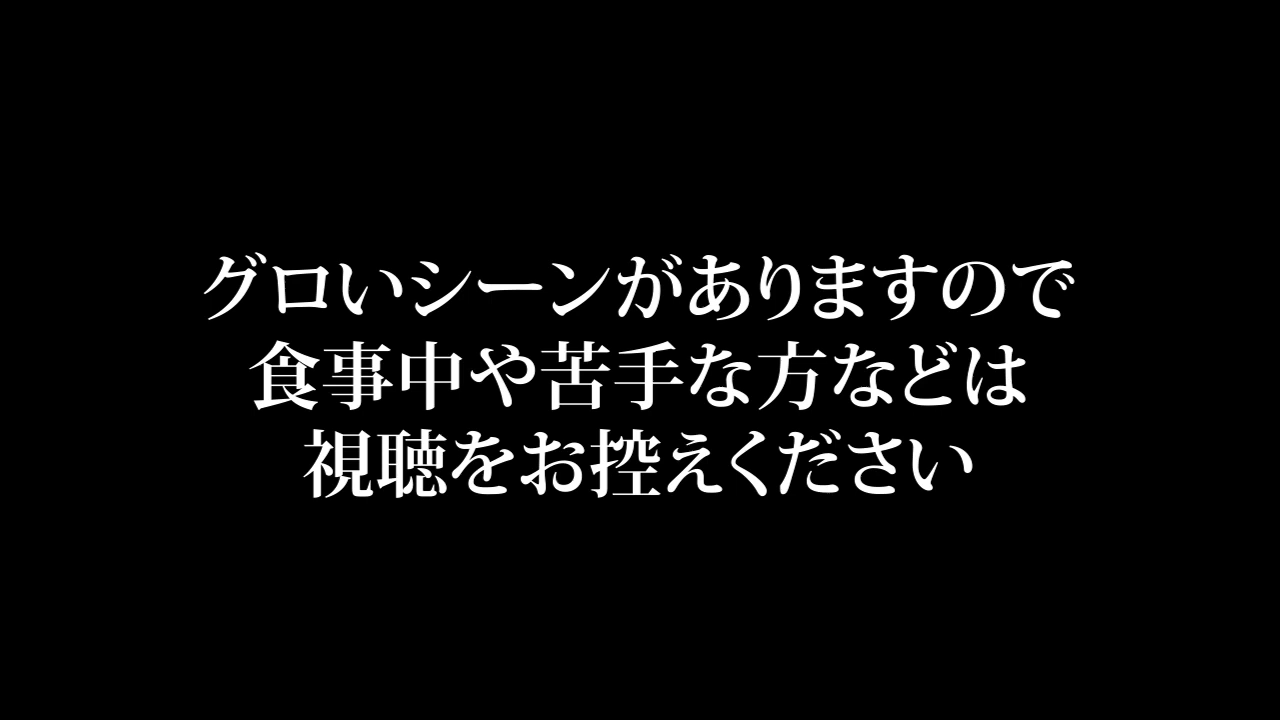 グロいシーンがありますので
食事中や苦手な方などは
視聴をお控えください